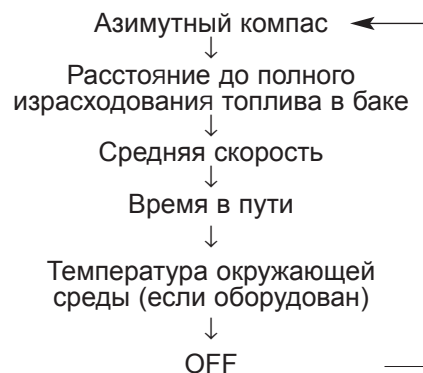 Азимутный компас
Расстояние до полного
израсходования топлива в баке
Средняя скорость
Время в пути
Температура окружающей
среды (если оборудован)
OFF